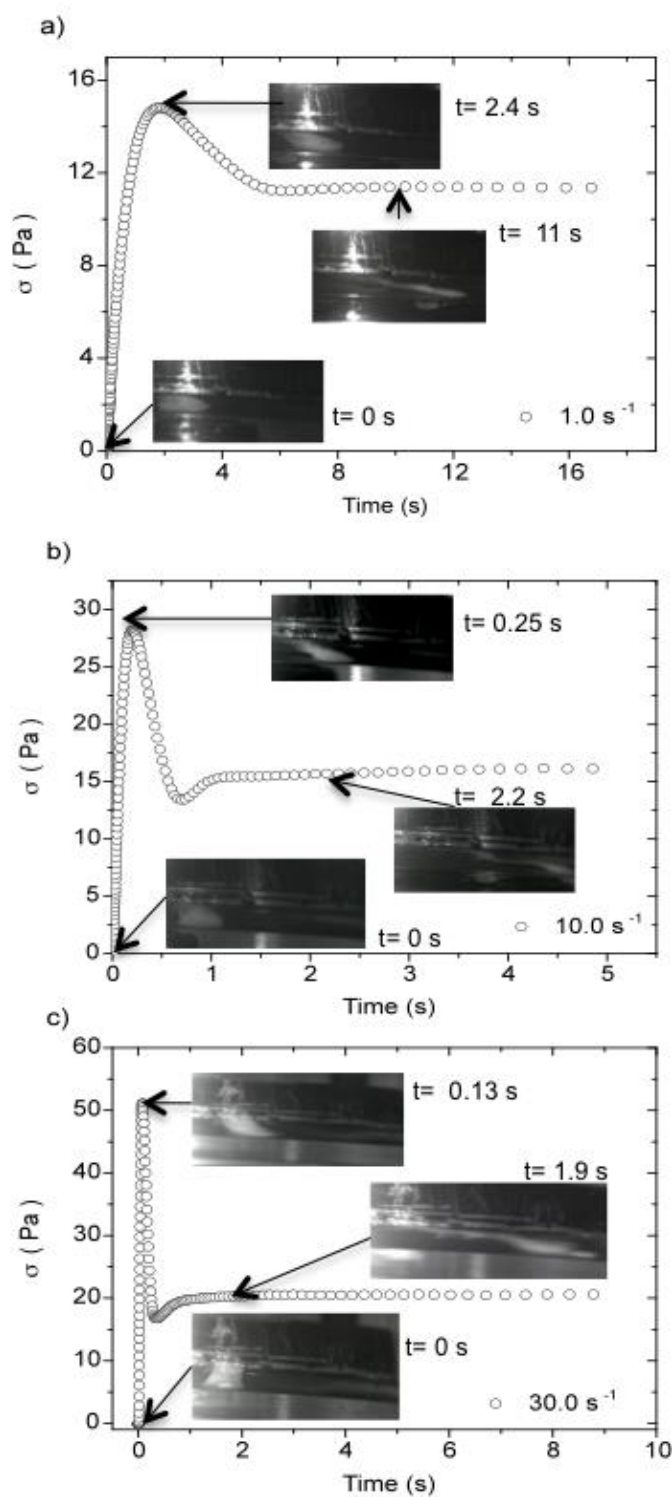 a)
16
12
8
4
0
σ ( Pa)
t= 2.4 s
t= 11 s
t= 0 s
1.0 s⁻¹
0 4 8 12 16
Time (s)
b)
30
25
20
15
10
5
0
σ ( Pa)
t= 0.25 s
t= 2.2 s
t= 0 s
10.0 s⁻¹
0 1 2 3 4 5
Time (s)
c)
60
50
40
30
20
10
0
σ ( Pa)
t= 0.13 s
t= 1.9 s
t= 0 s
30.0 s⁻¹
0 2 4 6 8 10
Time (s)